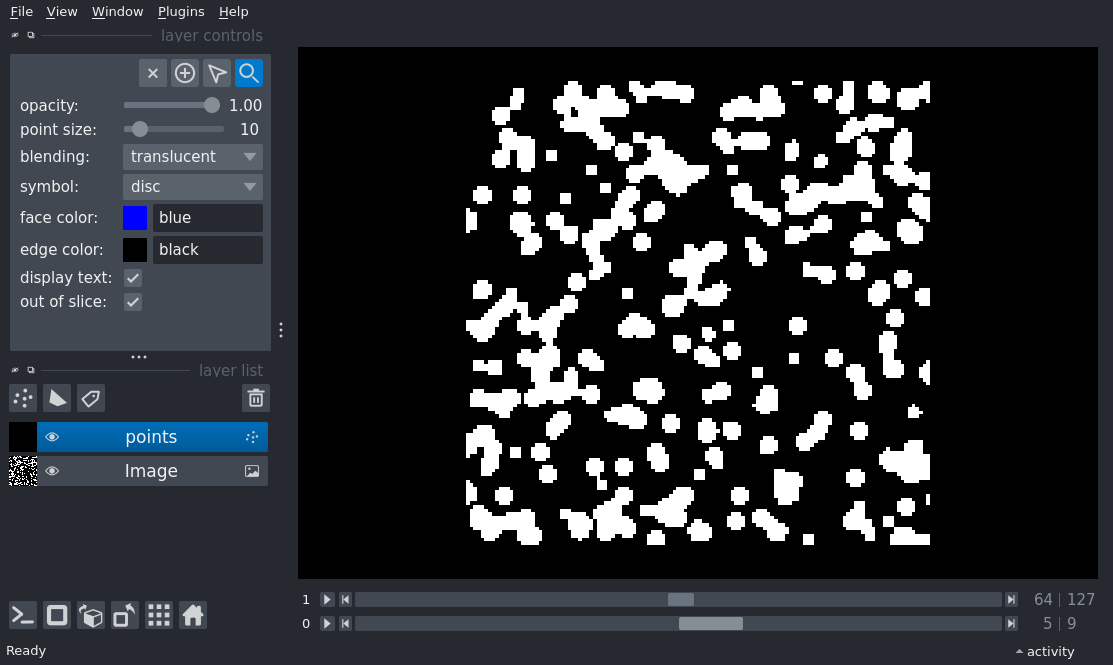 File View Window Plugins Help
layer controls
opacity: 1.00
point size: 10
blending: translucent
symbol: disc
face color: blue
edge color: black
display text:
out of slice:
layer list
points
Image
1 64 | 127
0 5 | 9
Ready activity